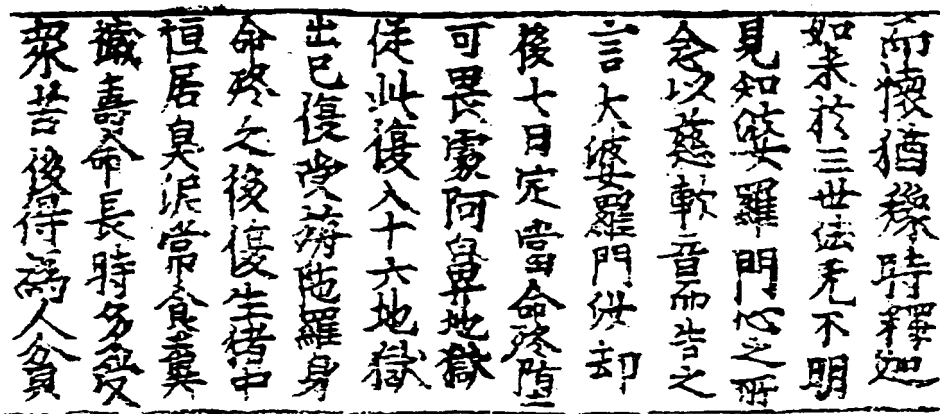 而懷猶豫時釋迦
如来於三世法无不明
見知婆羅門心之所
念以慈軟音而告之
言大婆羅門汝却
後七日定當命終墮
可畏處阿鼻地獄
從此復入十六地獄
出已復受旃陁羅身
命終之後復生猪中
恒居臭泥常食糞
穢壽命長時多受
衆苦後得為人貧